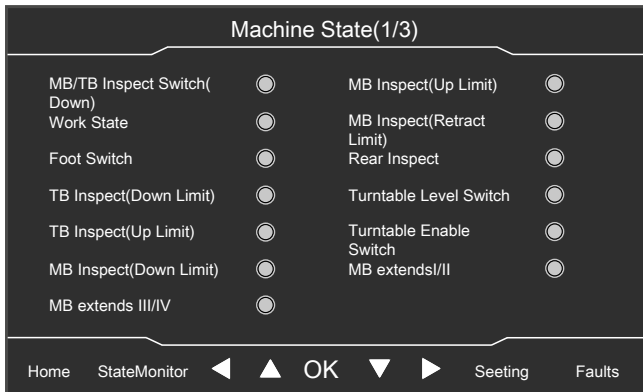 Machine State(1/3)
MB/TB Inspect Switch(
Down)
Work State
Foot Switch
TB Inspect(Down Limit)
TB Inspect(Up Limit)
MB Inspect(Down Limit)
MB extends III/IV
MB Inspect(Up Limit)
MB Inspect(Retract
Limit)
Rear Inspect
Turntable Level Switch
Turntable Enable
Switch
MB extendsI/II
Home StateMonitor OK Seeting Faults